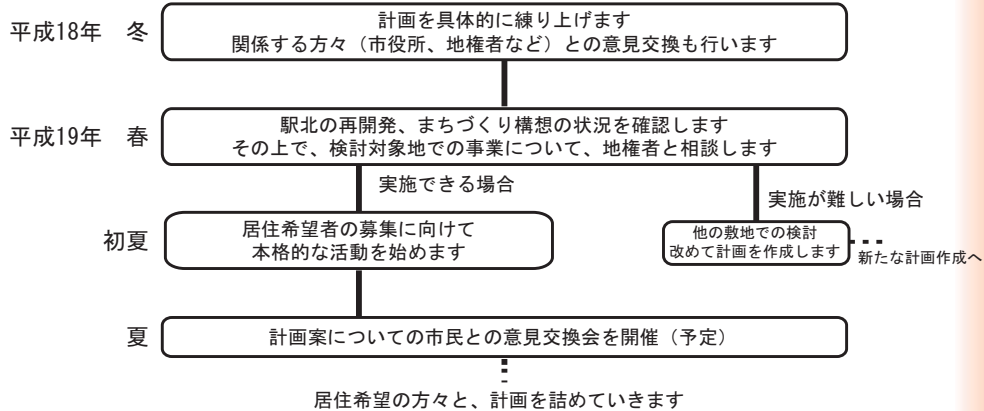 平成18年　冬
計画を具体的に練り上げます
関係する方々（市役所、地権者など）との意見交換も行います
平成19年　春
駅北の再開発、まちづくり構想の状況を確認します
その上で、検討対象地での事業について、地権者と相談します
実施できる場合
実施が難しい場合
初夏
居住希望者の募集に向けて
本格的な活動を始めます
他の敷地での検討
改めて計画を作成します
新たな計画作成へ
夏
計画案についての市民との意見交換会を開催（予定）
居住希望の方々と、計画を詰めていきます